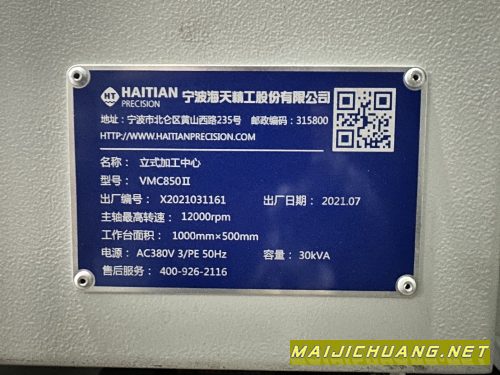 HT HAITIAN PRECISION 宁波海天精工股份有限公司
地址：宁波市北仑区黄山西路235号 邮政编码：315800
HTTP://WWW.HAITIANPRECISION.COM
名称：立式加工中心
型号：VMC850Ⅱ
出厂编号：X2021031161 出厂日期：2021.07
主轴最高转速：12000rpm
工作台面积：1000mm×500mm
电源：AC380V 3/PE 50Hz 容量：30kVA
售后服务：400-926-2116
MAIJICHUANG.NET